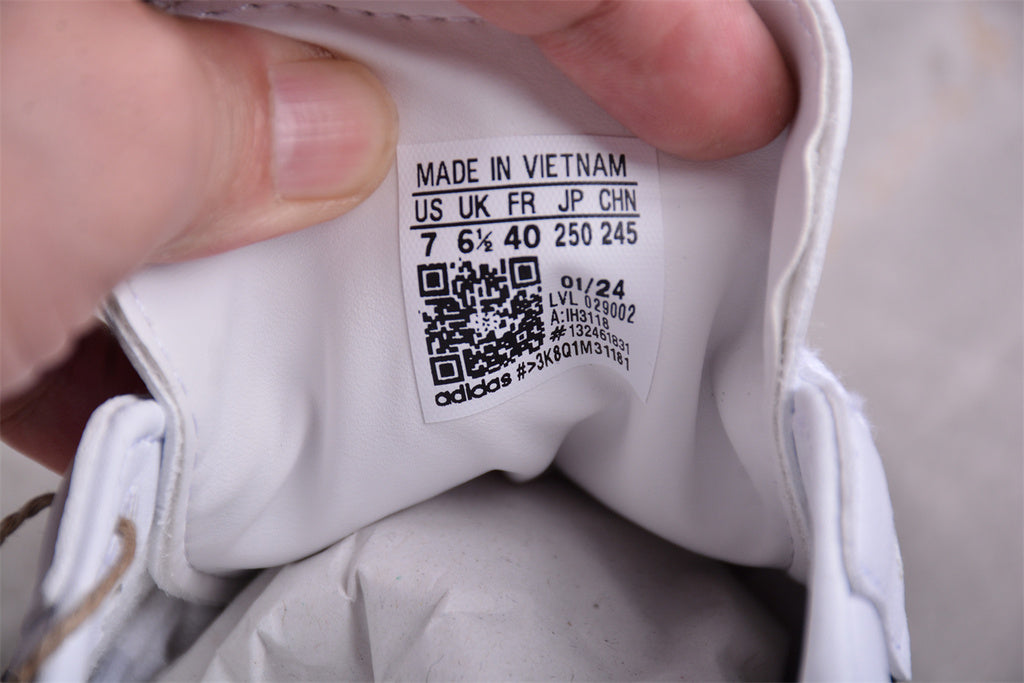 MADE IN VIETNAM
US UK FR JP CHN
7 6½ 40 250 245
01/24
LVL 029002
A:IH3118
# 132461831
adidas #>3K8Q1M31181